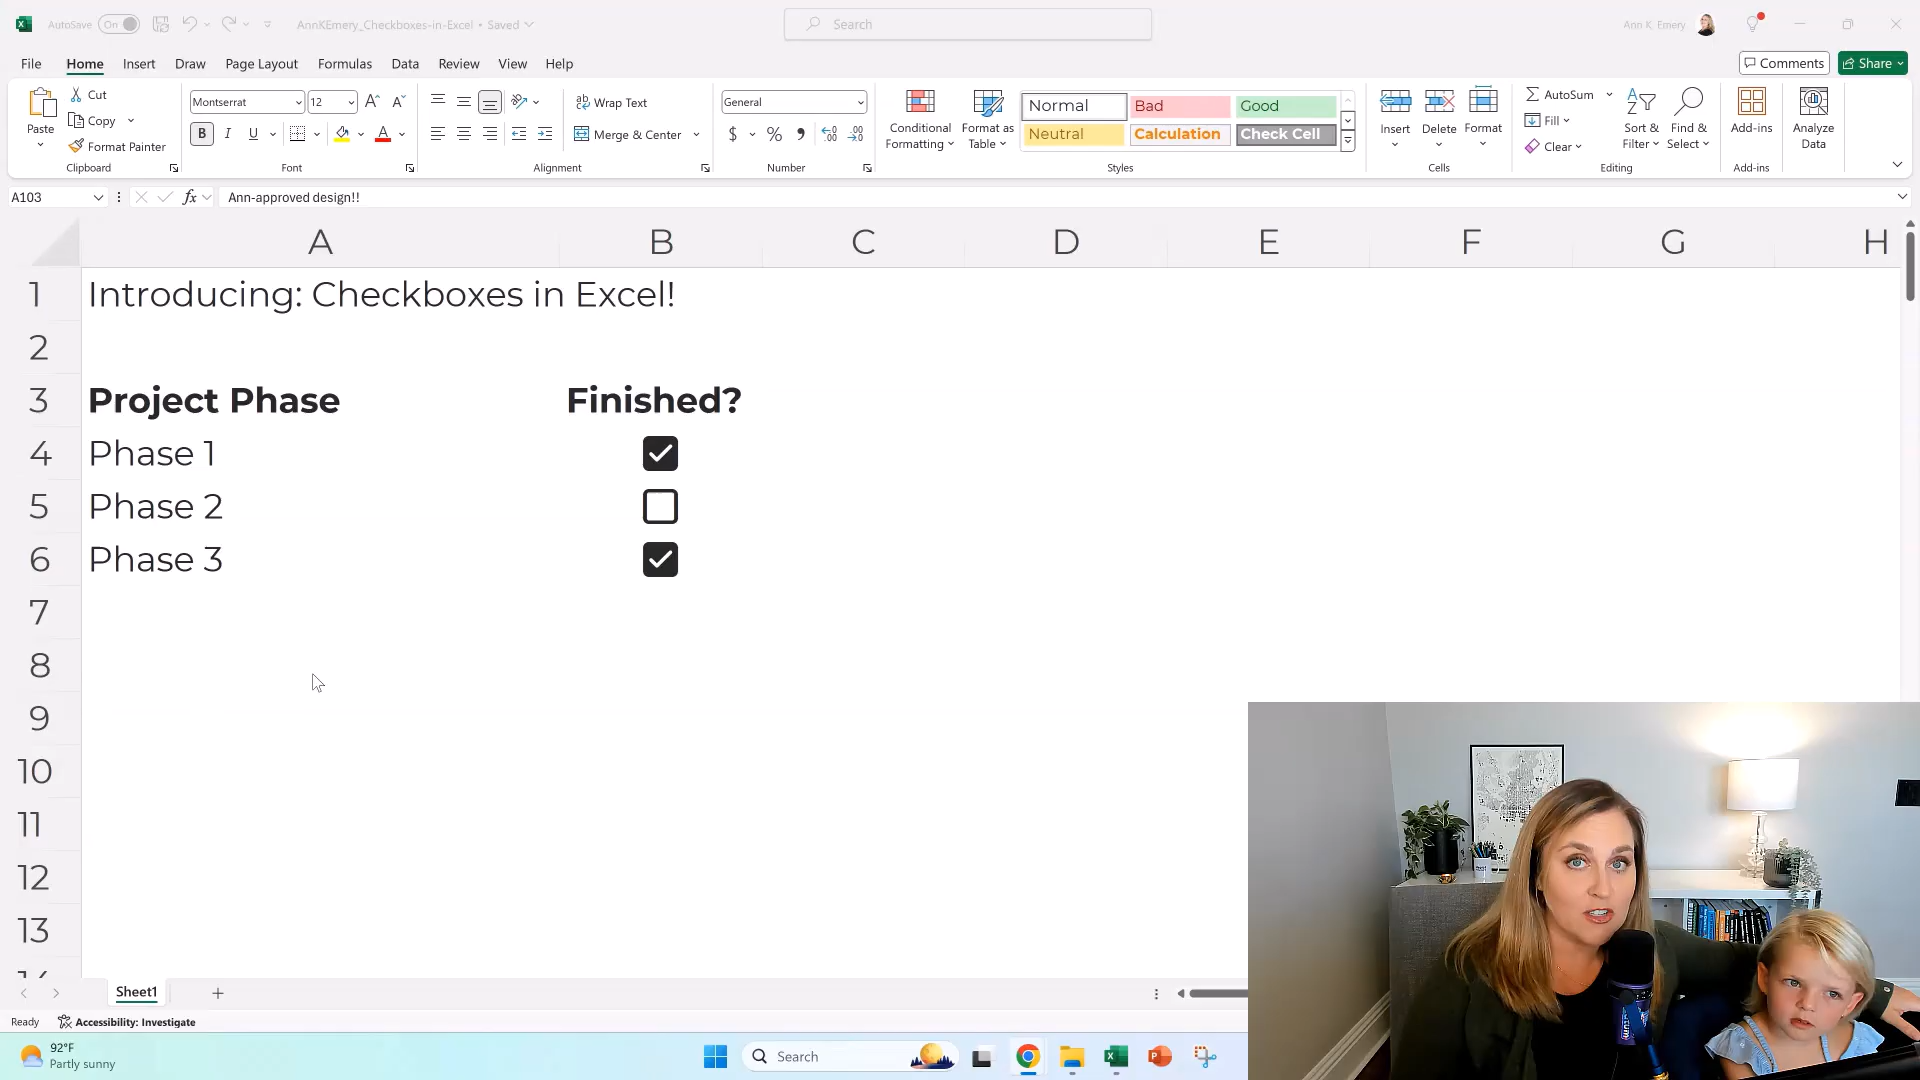 AutoSave On AnnKEmery_Checkboxes-in-Excel • Saved Search Ann K. Emery
File Home Insert Draw Page Layout Formulas Data Review View Help Comments Share
Paste
Cut
Copy
Format Painter
Clipboard
Montserrat 12
B I U
Font
Wrap Text
Merge & Center
Alignment
General
$ % ,
Number
Conditional Formatting
Format as Table
Normal Bad Good
Neutral Calculation Check Cell
Styles
Insert Delete Format
Cells
AutoSum
Fill
Clear
Sort & Filter
Find & Select
Editing
Add-ins
Add-ins
Analyze Data
A103 fx Ann-approved design!!
A B C D E F G H
1 Introducing: Checkboxes in Excel!
2
3 Project Phase Finished?
4 Phase 1
5 Phase 2
6 Phase 3
7
8
9
10
11
12
13
14
Sheet1
Ready Accessibility: Investigate
92°F
Partly sunny
Search